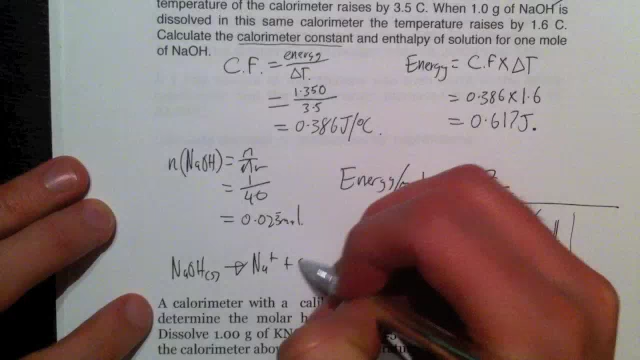 temperature of the calorimeter raises by 3.5 C. When 1.0 g of NaOH is
dissolved in this same calorimeter the temperature raises by 1.6 C.
Calculate the calorimeter constant and enthalpy of solution for one mole
of NaOH.
C.F. = energy / ΔT
= 1.350 / 3.5
= 0.386 J/°C.
Energy = C.F × ΔT
= 0.386 × 1.6
= 0.617 J.
n(NaOH) =
= 1 / 40
= 0.025 mol.
Energy/
NaOH(s) → Na+ +
A calorimeter with a
determine the molar
Dissolve 1.00 g of
the calorimeter